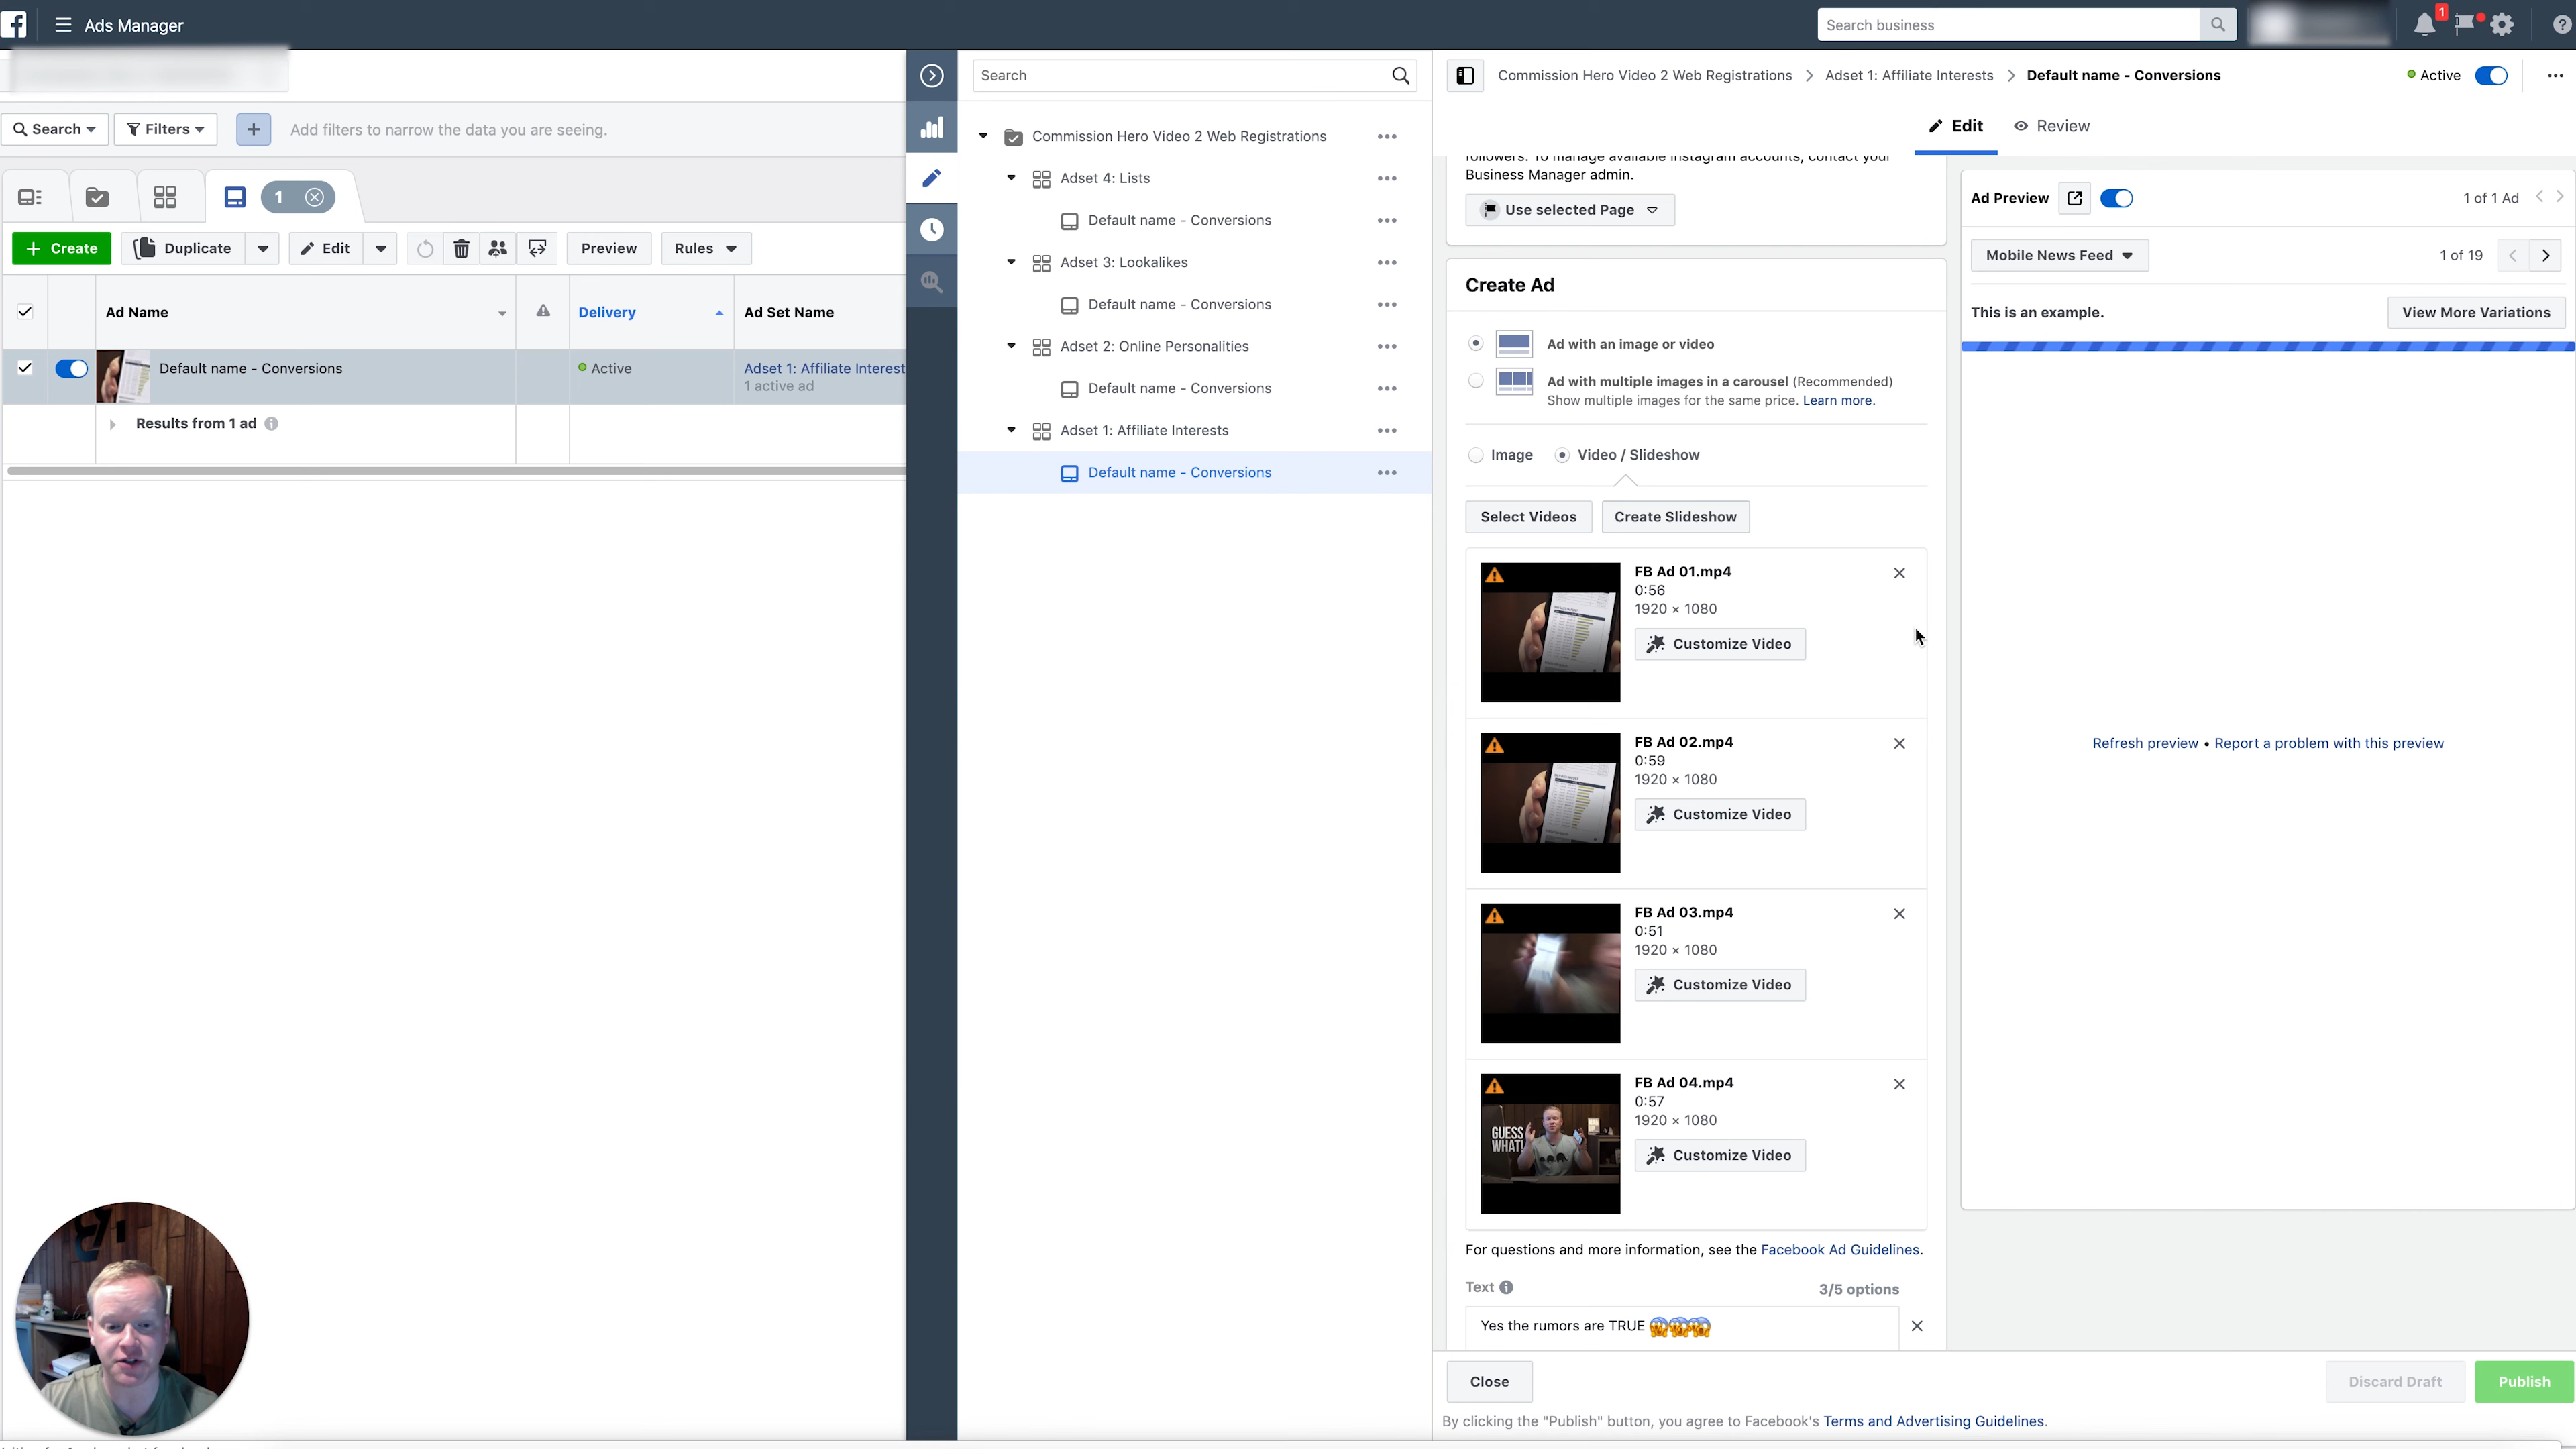 Ads Manager
Search business
1
Search
Filters
Add filters to narrow the data you are seeing.
1
Create
Duplicate
Edit
Preview
Rules
Ad Name
Delivery
Ad Set Name
Default name - Conversions
Active
Adset 1: Affiliate Interest
1 active ad
Results from 1 ad
Search
Commission Hero Video 2 Web Registrations
Adset 4: Lists
Default name - Conversions
Adset 3: Lookalikes
Default name - Conversions
Adset 2: Online Personalities
Default name - Conversions
Adset 1: Affiliate Interests
Default name - Conversions
Commission Hero Video 2 Web Registrations > Adset 1: Affiliate Interests > Default name - Conversions
Active
Edit
Review
followers. To manage available Instagram accounts, contact your
Business Manager admin.
Use selected Page
Create Ad
Ad with an image or video
Ad with multiple images in a carousel (Recommended)
Show multiple images for the same price. Learn more.
Image
Video / Slideshow
Select Videos
Create Slideshow
FB Ad 01.mp4
0:56
1920 × 1080
Customize Video
FB Ad 02.mp4
0:59
1920 × 1080
Customize Video
FB Ad 03.mp4
0:51
1920 × 1080
Customize Video
GUESS
WHAT!
FB Ad 04.mp4
0:57
1920 × 1080
Customize Video
For questions and more information, see the Facebook Ad Guidelines.
Text
3/5 options
Yes the rumors are TRUE 😱😱😱
Ad Preview
1 of 1 Ad
Mobile News Feed
1 of 19
This is an example.
View More Variations
Refresh preview • Report a problem with this preview
Close
Discard Draft
Publish
By clicking the "Publish" button, you agree to Facebook's Terms and Advertising Guidelines.